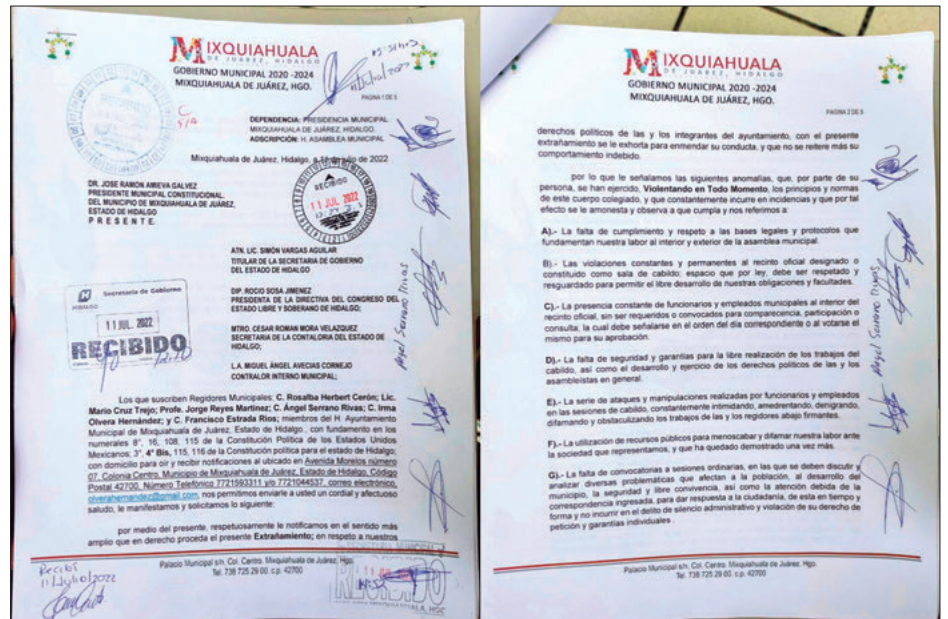 MIXQUIAHUALA
DE JUÁREZ, HIDALGO
GOBIERNO MUNICIPAL 2020 -2024
MIXQUIAHUALA DE JUÁREZ, HGO.
PAGINA 1 DE 5
DEPENDENCIA: PRESIDENCIA MUNICIPAL
MIXQUIAHUALA DE JUÁREZ, HIDALGO.
ADSCRIPCIÓN: H. ASAMBLEA MUNICIPAL
Mixquiahuala de Juárez, Hidalgo, a 11 de julio de 2022
RECIBIDO
11 JUL 2022
DR. JOSE RAMÓN AMIEVA GALVEZ
PRESIDENTE MUNICIPAL CONSTITUCIONAL,
DEL MUNICIPIO DE MIXQUIAHUALA DE JUÁREZ,
ESTADO DE HIDALGO
P R E S E N T E.
ATN. LIC. SIMÓN VARGAS AGUILAR
TITULAR DE LA SECRETARIA DE GOBIERNO
DEL ESTADO DE HIDALGO
DIP. ROCIO SOSA JIMENEZ
PRESIDENTA DE LA DIRECTIVA DEL CONGRESO DEL
ESTADO LIBRE Y SOBERANO DE HIDALGO;
MTRO. CESAR ROMAN MORA VELAZQUEZ
SECRETARIA DE LA CONTALORIA DEL ESTADO DE
HIDALGO;
L.A. MIGUEL ÁNGEL AVECIAS CORNEJO
CONTRALOR INTERNO MUNICIPAL;
Secretaría de Gobierno
HIDALGO
11 JUL. 2022
RECIBIDO
Angel Serrano Rivas
Los que suscriben Regidores Municipales; C. Rosalba Herbert Cerón; Lic.
Mario Cruz Trejo; Profe. Jorge Reyes Martínez; C. Ángel Serrano Rivas; C. Irma
Olvera Hernández; y C. Francisco Estrada Ríos; miembros del H. Ayuntamiento
Municipal de Mixquiahuala de Juárez, Estado de Hidalgo , con fundamento en los
numerales 8°, 16, 108, 115 de la Constitución Política de los Estados Unidos
Mexicanos; 3°, 4° Bis, 115, 116 de la Constitución política para el estado de Hidalgo;
con domicilio para oír y recibir notificaciones al ubicado en Avenida Morelos número
07, Colonia Centro, Municipio de Mixquiahuala de Juárez, Estado de Hidalgo, Código
Postal 42700, Número Telefónico 7721593311 y/o 7721044537, correo electrónico,
olverahernandez@gmail.com, nos permitimos enviarle a usted un cordial y afectuoso
saludo, le manifestamos y solicitamos lo siguiente:
por medio del presente, respetuosamente le notificamos en el sentido más
amplio que en derecho proceda el presente Extrañamiento; en respeto a nuestros
Palacio Municipal s/n, Col. Centro. Mixquiahuala de Juárez, Hgo.
Tel. 738 725 29 00. c.p. 42700
Recibí
11/Julio/2022
RECIBIDO
MIXQUIAHUALA
DE JUÁREZ, HIDALGO
GOBIERNO MUNICIPAL 2020 -2024
MIXQUIAHUALA DE JUÁREZ, HGO.
PAGINA 2 DE 5
derechos políticos de las y los integrantes del ayuntamiento, con el presente
extrañamiento se le exhorta para enmendar su conducta, y que no se reitere más su
comportamiento indebido.
por lo que le señalamos las siguientes anomalías, que, por parte de su
persona, se han ejercido, Violentando en Todo Momento, los principios y normas
de este cuerpo colegiado, y que constantemente incurre en incidencias y que por tal
efecto se le amonesta y observa a que cumpla y nos referimos a:
A).- La falta de cumplimiento y respeto a las bases legales y protocolos que
fundamentan nuestra labor al interior y exterior de la asamblea municipal.
B).- Las violaciones constantes y permanentes al recinto oficial designado o
constituido como sala de cabildo; espacio que por ley, debe ser respetado y
resguardado para permitir el libre desarrollo de nuestras obligaciones y facultades.
C).- La presencia constante de funcionarios y empleados municipales al interior del
recinto oficial, sin ser requeridos o convocados para comparecencia, participación o
consulta; la cual debe señalarse en el orden del día correspondiente o al votarse el
mismo para su aprobación.
D).- La falta de seguridad y garantías para la libre realización de los trabajos del
cabildo, así como el desarrollo y ejercicio de los derechos políticos de las y los
asambleístas en general.
E).- La serie de ataques y manipulaciones realizadas por funcionarios y empleados
en las sesiones de cabildo, constantemente intimidando, amedrentando, denigrando,
difamando y obstaculizando los trabajos de las y los regidores abajo firmantes.
F).- La utilización de recursos públicos para menoscabar y difamar nuestra labor ante
la sociedad que representamos, y que ha quedado demostrado una vez más.
G).- La falta de convocatorias a sesiones ordinarias, en las que se deben discutir y
analizar diversas problemáticas que afectan a la población, al desarrollo del
municipio, la seguridad y libre convivencia, así como la atención debida de la
correspondencia ingresada, para dar respuesta a la ciudadanía, de esta en tiempo y
forma y no incurrir en el delito de silencio administrativo y violación de su derecho de
petición y garantías individuales .
Angel Serrano Rivas
Palacio Municipal s/n, Col. Centro. Mixquiahuala de Juárez, Hgo.
Tel. 738 725 29 00. c.p. 42700